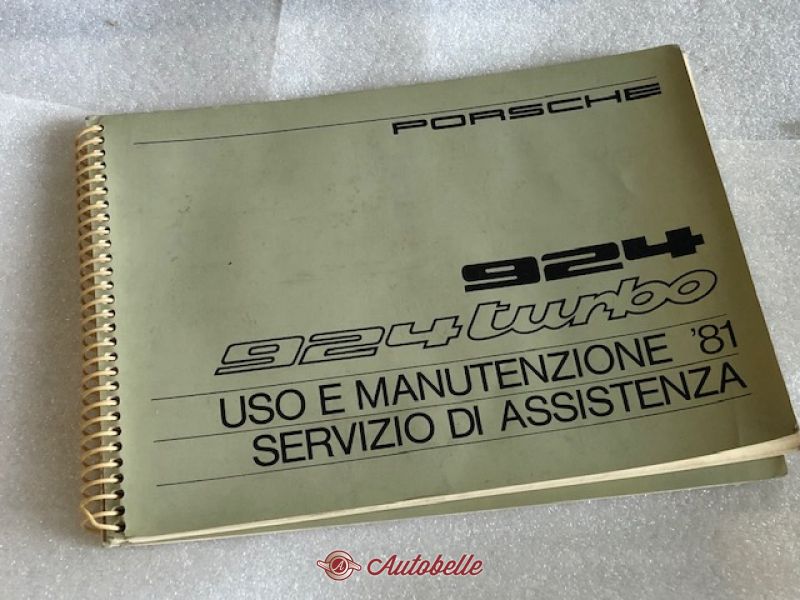 PORSCHE
924
924 turbo
USO E MANUTENZIONE '81
SERVIZIO DI ASSISTENZA
Autobelle